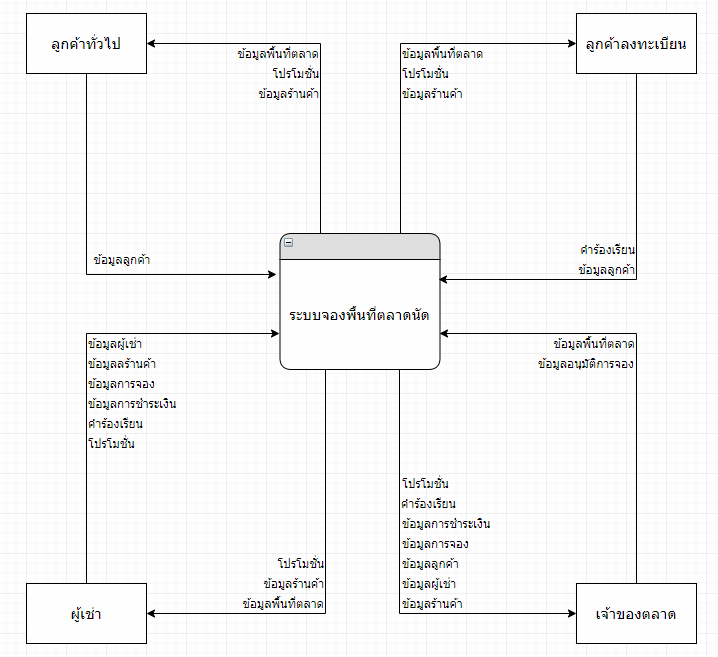 ลูกค้าทั่วไป
ข้อมูลพื้นที่ตลาด
โปรโมชั่น
ข้อมูลร้านค้า
ข้อมูลพื้นที่ตลาด
โปรโมชั่น
ข้อมูลร้านค้า
ลูกค้าลงทะเบียน
ข้อมูลลูกค้า
คำร้องเรียน
ข้อมูลลูกค้า
ระบบจองพื้นที่ตลาดนัด
ข้อมูลผู้เช่า
ข้อมูลร้านค้า
ข้อมูลการจอง
ข้อมูลการชำระเงิน
คำร้องเรียน
โปรโมชั่น
ข้อมูลพื้นที่ตลาด
ข้อมูลอนุมัติการจอง
โปรโมชั่น
ข้อมูลร้านค้า
ข้อมูลพื้นที่ตลาด
โปรโมชั่น
คำร้องเรียน
ข้อมูลการชำระเงิน
ข้อมูลการจอง
ข้อมูลลูกค้า
ข้อมูลผู้เช่า
ข้อมูลร้านค้า
ผู้เช่า
เจ้าของตลาด